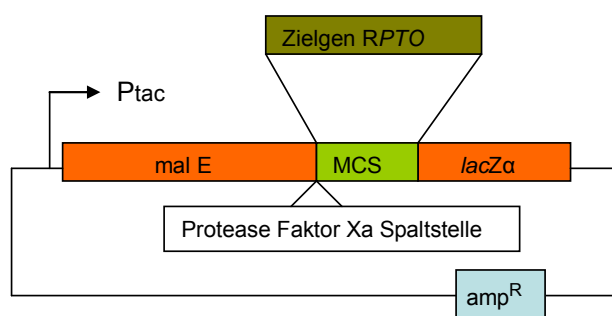 Zielgen RPTO
Ptac
mal E
MCS
lacZα
Protease Faktor Xa Spaltstelle
ampR